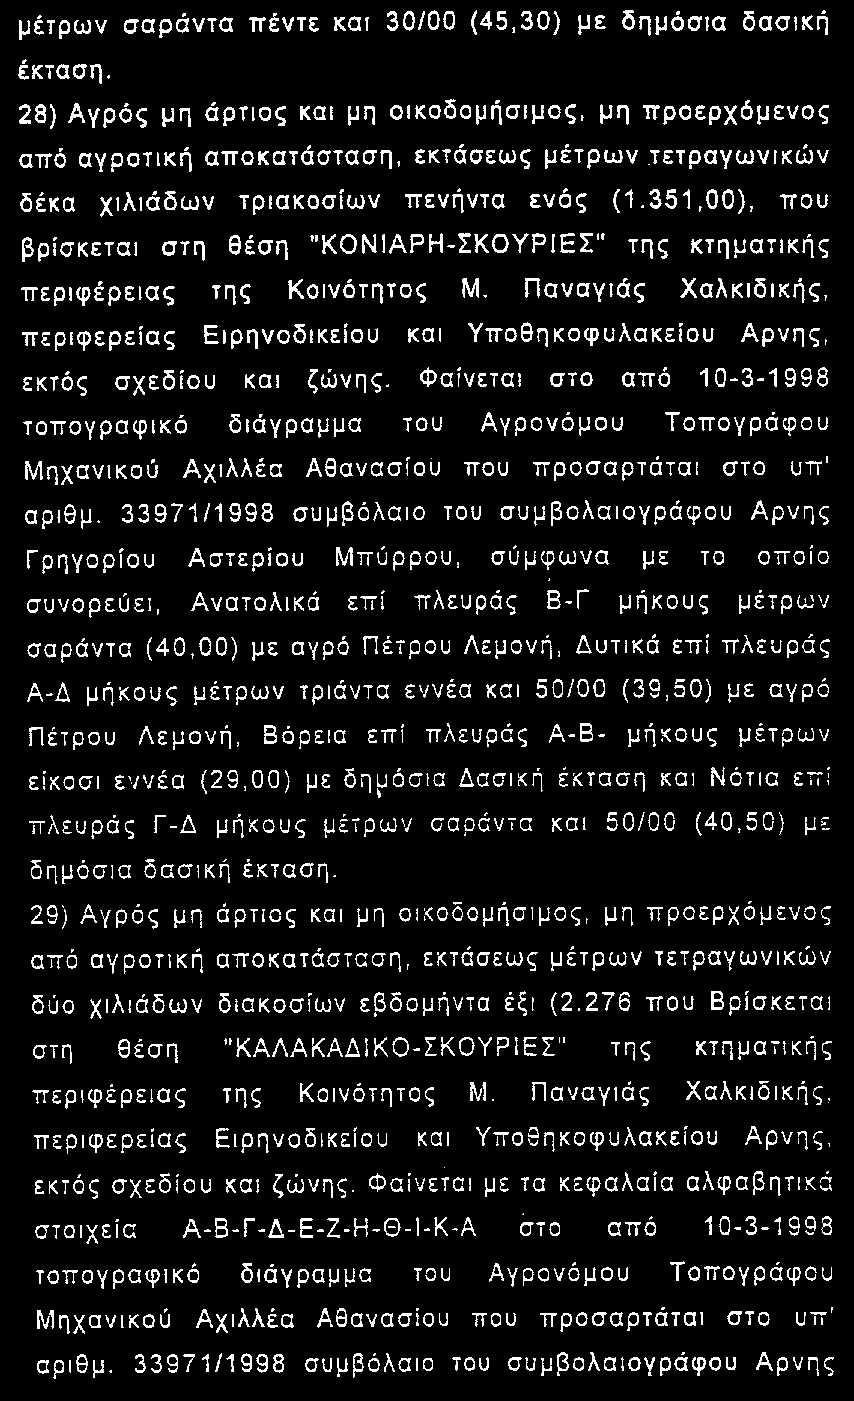 μέτρων σαράντα πέντε και 30/00 (45,30) με δημόσια δασική
έκταση.
28) Αγρός μη άρτιος και μη οικοδομήσιμος, μη προερχόμενος
από αγροτική αποκατάσταση, εκτάσεως μέτρων τετραγωνικών
δέκα χιλιάδων τριακοσίων πενήντα ενός (1.351,00), που
βρίσκεται στη θέση "ΚΟΝΙΑΡΗ-ΣΚΟΥΡΙΕΣ" της κτηματικής
περιφέρειας της Κοινότητος Μ. Παναγιάς Χαλκιδικής,
περιφερείας Ειρηνοδικείου και Υποθηκοφυλακείου Αρνης,
εκτός σχεδίου και ζώνης. Φαίνεται στο από 10-3-1998
τοπογραφικό διάγραμμα του Αγρονόμου Τοπογράφου
Μηχανικού Αχιλλέα Αθανασίου που προσαρτάται στο υπ'
αριθμ. 33971/1998 συμβόλαιο του συμβολαιογράφου Αρνης
Γρηγορίου Αστερίου Μπύρρου, σύμφωνα με το οποίο
συνορεύει, Ανατολικά επί πλευράς Β-Γ μήκους μέτρων
σαράντα (40,00) με αγρό Πέτρου Λεμονή, Δυτικά επί πλευράς
Α-Δ μήκους μέτρων τριάντα εννέα και 50/00 (39,50) με αγρό
Πέτρου Λεμονή, Βόρεια επί πλευράς Α-Β- μήκους μέτρων
είκοσι εννέα (29,00) με δημόσια Δασική έκταση και Νότια επί
πλευράς Γ-Δ μήκους μέτρων σαράντα και 50/00 (40,50) με
δημόσια δασική έκταση.
29) Αγρός μη άρτιος και μη οικοδομήσιμος, μη προερχόμενος
από αγροτική αποκατάσταση, εκτάσεως μέτρων τετραγωνικών
δύο χιλιάδων διακοσίων εβδομήντα έξι (2.276 που Βρίσκεται
στη θέση "ΚΑΛΑΚΑΔΙΚΟ-ΣΚΟΥΡΙΕΣ" της κτηματικής
περιφέρειας της Κοινότητος Μ. Παναγιάς Χαλκιδικής,
περιφερείας Ειρηνοδικείου και Υποθηκοφυλακείου Αρνης,
εκτός σχεδίου και ζώνης. Φαίνεται με τα κεφαλαία αλφαβητικά
στοιχεία Α-Β-Γ-Δ-Ε-Ζ-Η-Θ-Ι-Κ-Α στο από 10-3-1998
τοπογραφικό διάγραμμα του Αγρονόμου Τοπογράφου
Μηχανικού Αχιλλέα Αθανασίου που προσαρτάται στο υπ'
αριθμ. 33971/1998 συμβόλαιο του συμβολαιογράφου Αρνης